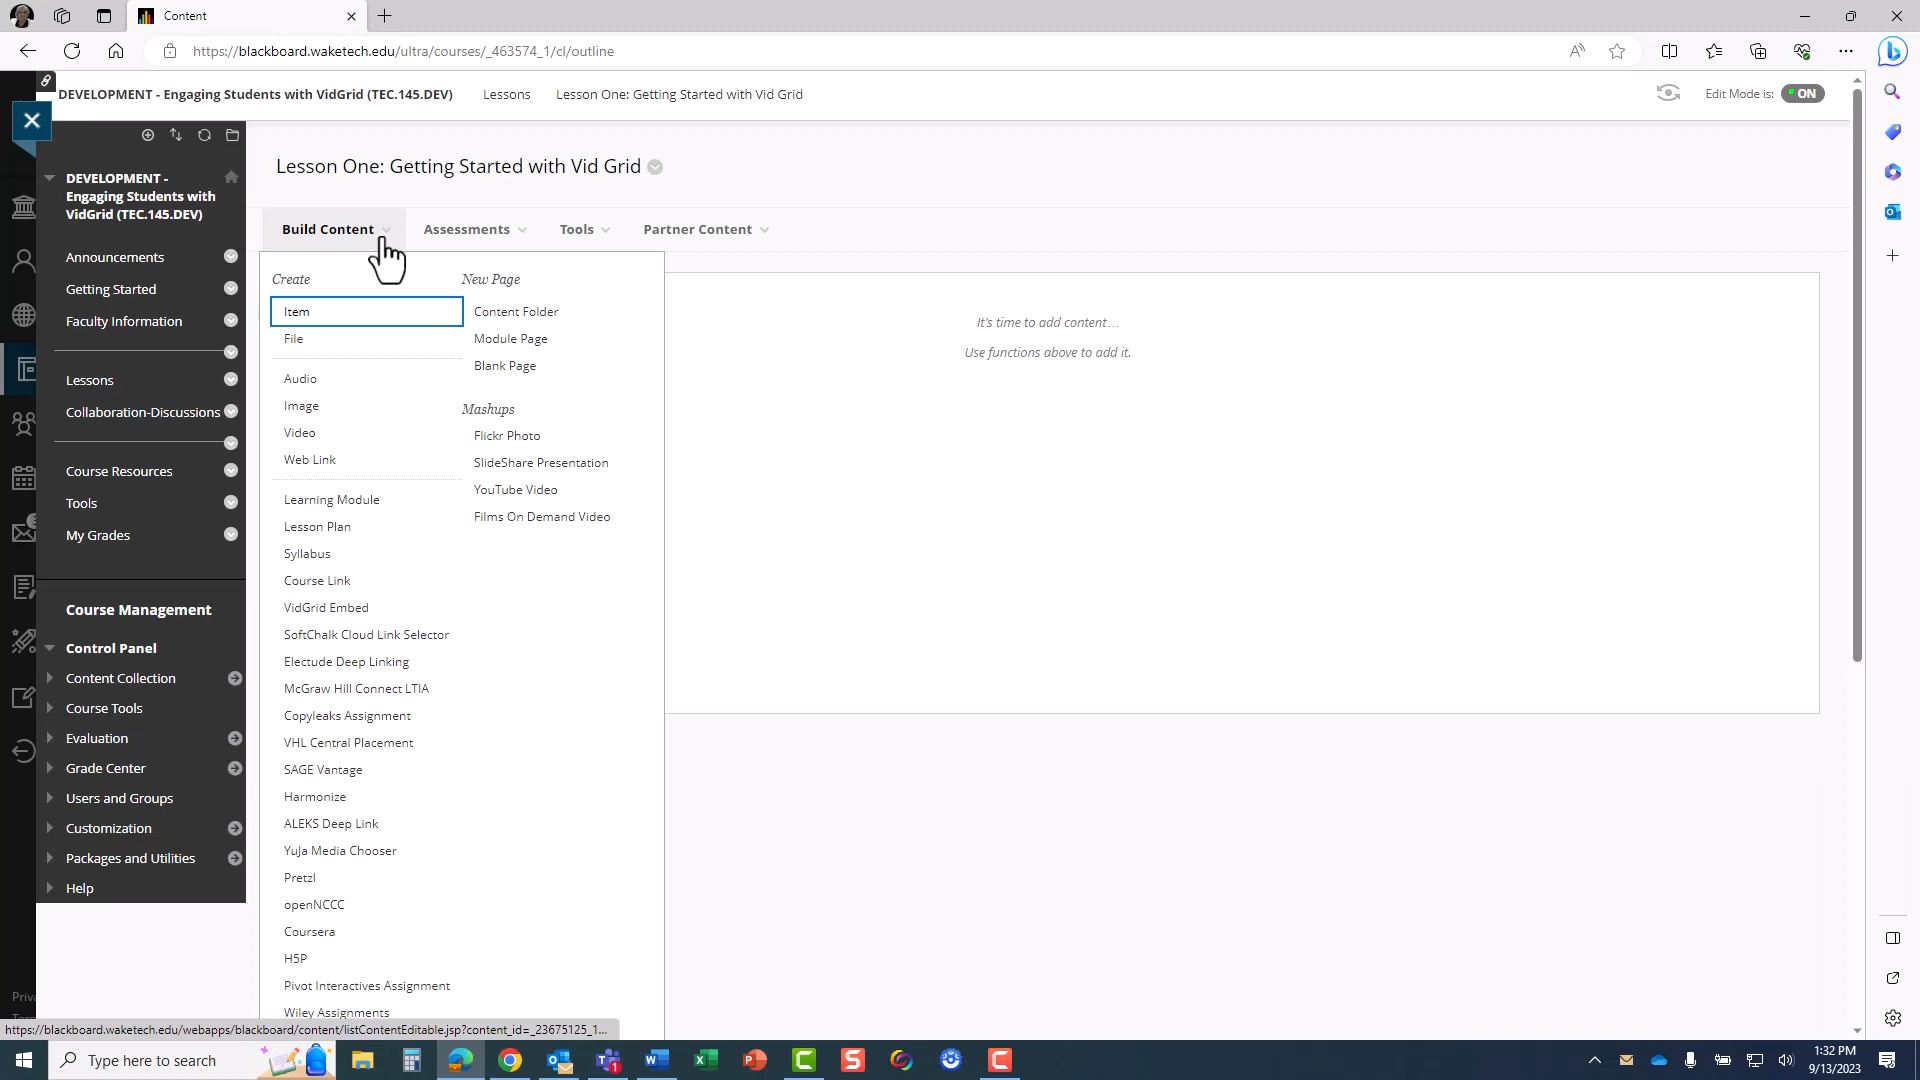 Content
https://blackboard.waketech.edu/ultra/courses/_463574_1/cl/outline
DEVELOPMENT - Engaging Students with VidGrid (TEC.145.DEV)
Lessons
Lesson One: Getting Started with Vid Grid
Edit Mode is:
ON
DEVELOPMENT -
Engaging Students with
VidGrid (TEC.145.DEV)
Announcements
Getting Started
Faculty Information
Lessons
Collaboration-Discussions
Course Resources
Tools
My Grades
Course Management
Control Panel
Content Collection
Course Tools
Evaluation
Grade Center
Users and Groups
Customization
Packages and Utilities
Help
Lesson One: Getting Started with Vid Grid
Build Content
Assessments
Tools
Partner Content
Create
Item
File
Audio
Image
Video
Web Link
Learning Module
Lesson Plan
Syllabus
Course Link
VidGrid Embed
SoftChalk Cloud Link Selector
Electude Deep Linking
McGraw Hill Connect LTIA
Copyleaks Assignment
VHL Central Placement
SAGE Vantage
Harmonize
ALEKS Deep Link
YuJa Media Chooser
Pretzl
openNCCC
Coursera
H5P
Pivot Interactives Assignment
Wiley Assignments
New Page
Content Folder
Module Page
Blank Page
Mashups
Flickr Photo
SlideShare Presentation
YouTube Video
Films On Demand Video
It's time to add content...
Use functions above to add it.
https://blackboard.waketech.edu/webapps/blackboard/content/listContentEditable.jsp?content_id=_23675125_1...
Type here to search
1:32 PM
9/13/2023